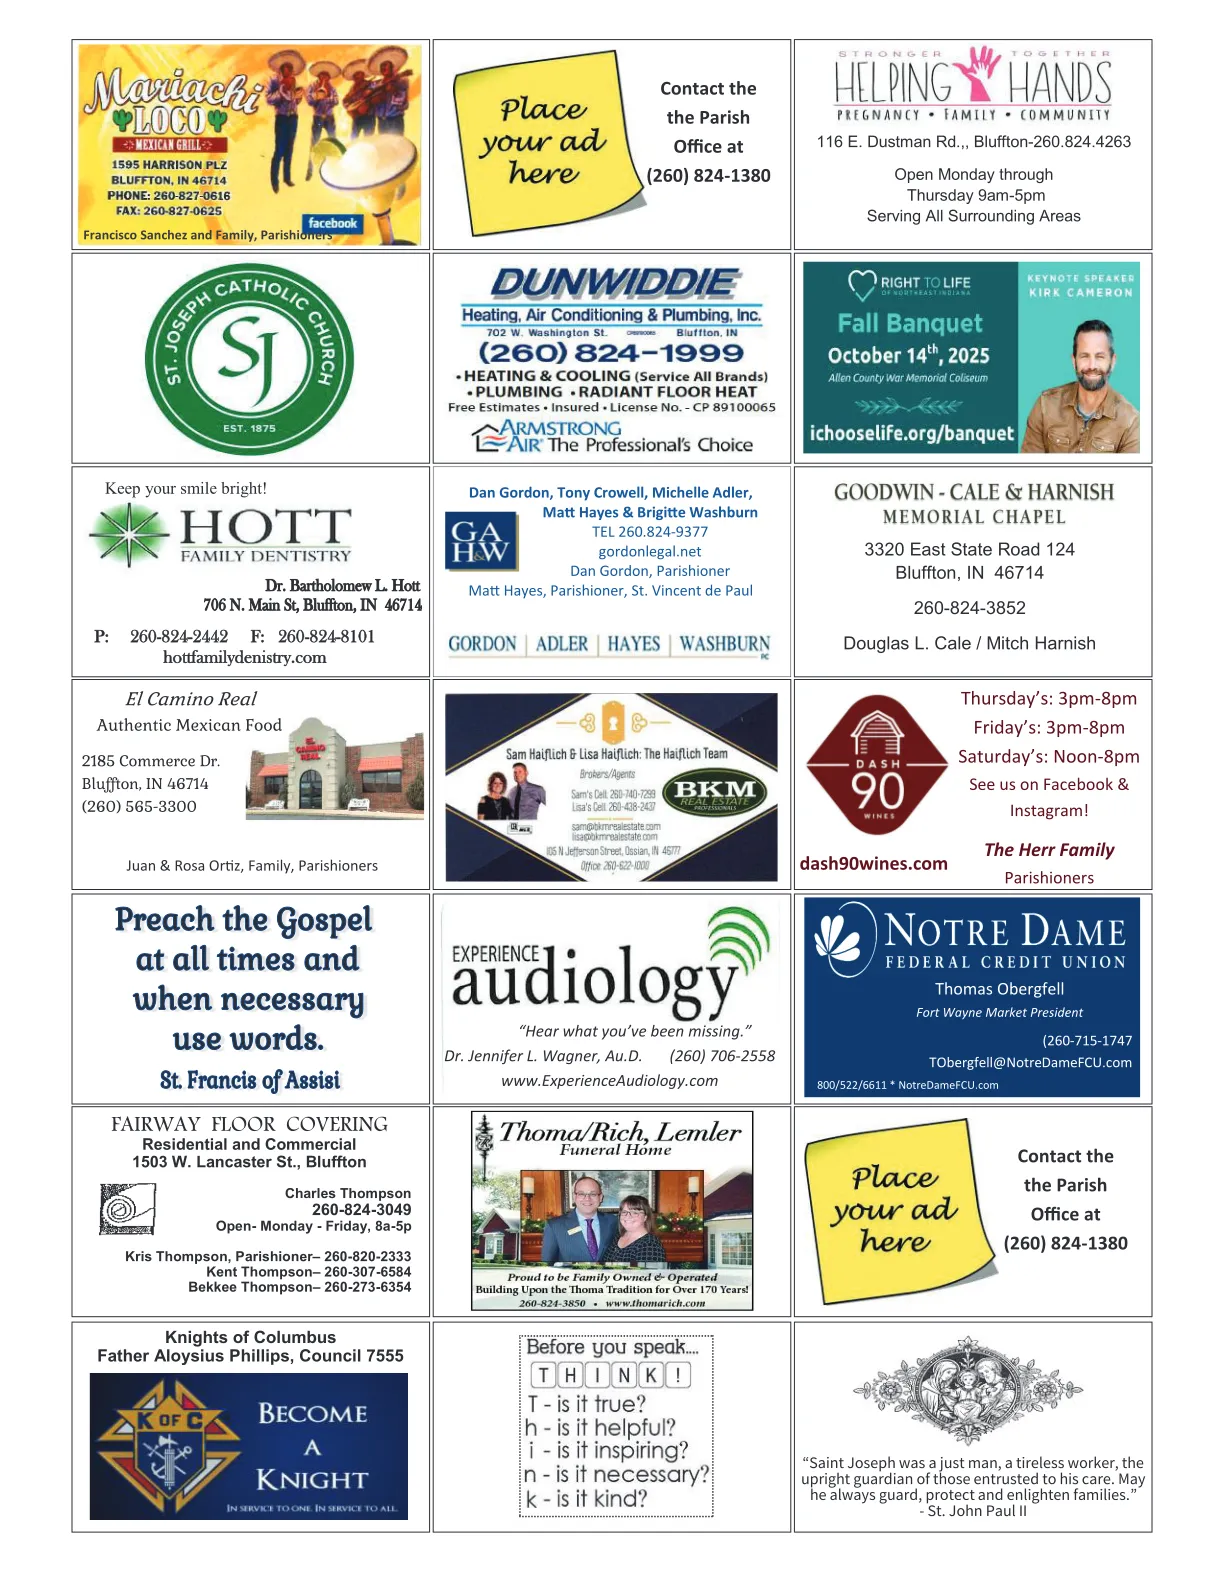 Mariachi
LOCO
MEXICAN GRILL
1595 HARRISON PLZ
BLUFFTON, IN 46714
PHONE: 260-827-0616
FAX: 260-827-0625
facebook
Francisco Sanchez and Family, Parishioners
Place
your ad
here
Contact the
the Parish
Office at
(260) 824-1380
STRONGER TOGETHER
HELPING HANDS
PREGNANCY • FAMILY • COMMUNITY
116 E. Dustman Rd.,, Bluffton-260.824.4263
Open Monday through
Thursday 9am-5pm
Serving All Surrounding Areas
ST. JOSEPH CATHOLIC CHURCH
SJ
EST. 1875
DUNWIDDIE
Heating, Air Conditioning & Plumbing, Inc.
702 W. Washington St. Bluffton, IN
(260) 824-1999
• HEATING & COOLING (Service All Brands)
• PLUMBING • RADIANT FLOOR HEAT
Free Estimates • Insured • License No. - CP 89100065
ARMSTRONG
AIR® The Professional's Choice
RIGHT TO LIFE
OF NORTHEAST INDIANA
Fall Banquet
October 14th, 2025
Allen County War Memorial Coliseum
ichooselife.org/banquet
KEYNOTE SPEAKER
KIRK CAMERON
Keep your smile bright!
HOTT
FAMILY DENTISTRY
Dr. Bartholomew L. Hott
706 N. Main St, Bluffton, IN 46714
P: 260-824-2442 F: 260-824-8101
hottfamilydenistry.com
Dan Gordon, Tony Crowell, Michelle Adler,
Matt Hayes & Brigitte Washburn
GA
H&W
TEL 260.824-9377
gordonlegal.net
Dan Gordon, Parishioner
Matt Hayes, Parishioner, St. Vincent de Paul
GORDON | ADLER | HAYES | WASHBURN PC
GOODWIN - CALE & HARNISH
MEMORIAL CHAPEL
3320 East State Road 124
Bluffton, IN 46714
260-824-3852
Douglas L. Cale / Mitch Harnish
El Camino Real
Authentic Mexican Food
2185 Commerce Dr.
Bluffton, IN 46714
(260) 565-3300
EL
CAMINO
REAL
Juan & Rosa Ortiz, Family, Parishioners
Sam Haiflich & Lisa Haiflich: The Haiflich Team
Brokers/Agents
Sam's Cell: 260-740-7299
Lisa's Cell: 260-438-2437
sam@bkmrealestate.com
lisa@bkmrealestate.com
105 N Jefferson Street, Ossian, IN 46777
Office 260-622-1000
BKM
REAL ESTATE
PROFESSIONALS
DASH
90
WINES
dash90wines.com
Thursday's: 3pm-8pm
Friday's: 3pm-8pm
Saturday's: Noon-8pm
See us on Facebook &
Instagram!
The Herr Family
Parishioners
Preach the Gospel
at all times and
when necessary
use words.
St. Francis of Assisi
EXPERIENCE
audiology
“Hear what you’ve been missing.”
Dr. Jennifer L. Wagner, Au.D. (260) 706-2558
www.ExperienceAudiology.com
NOTRE DAME
FEDERAL CREDIT UNION
Thomas Obergfell
Fort Wayne Market President
(260-715-1747
TObergfell@NotreDameFCU.com
800/522/6611 * NotreDameFCU.com
FAIRWAY FLOOR COVERING
Residential and Commercial
1503 W. Lancaster St., Bluffton
Charles Thompson
260-824-3049
Open- Monday - Friday, 8a-5p
Kris Thompson, Parishioner– 260-820-2333
Kent Thompson– 260-307-6584
Bekkee Thompson– 260-273-6354
Thoma/Rich, Lemler
Funeral Home
Proud to be Family Owned & Operated
Building Upon the Thoma Tradition for Over 170 Years!
260-824-3850 • www.thomarich.com
Place
your ad
here
Contact the
the Parish
Office at
(260) 824-1380
Knights of Columbus
Father Aloysius Phillips, Council 7555
K OF C
BECOME
A
KNIGHT
IN SERVICE TO ONE. IN SERVICE TO ALL.
Before you speak....
THINK!
T - is it true?
h - is it helpful?
i - is it inspiring?
n - is it necessary?
k - is it kind?
“Saint Joseph was a just man, a tireless worker, the
upright guardian of those entrusted to his care. May
he always guard, protect and enlighten families.”
- St. John Paul II